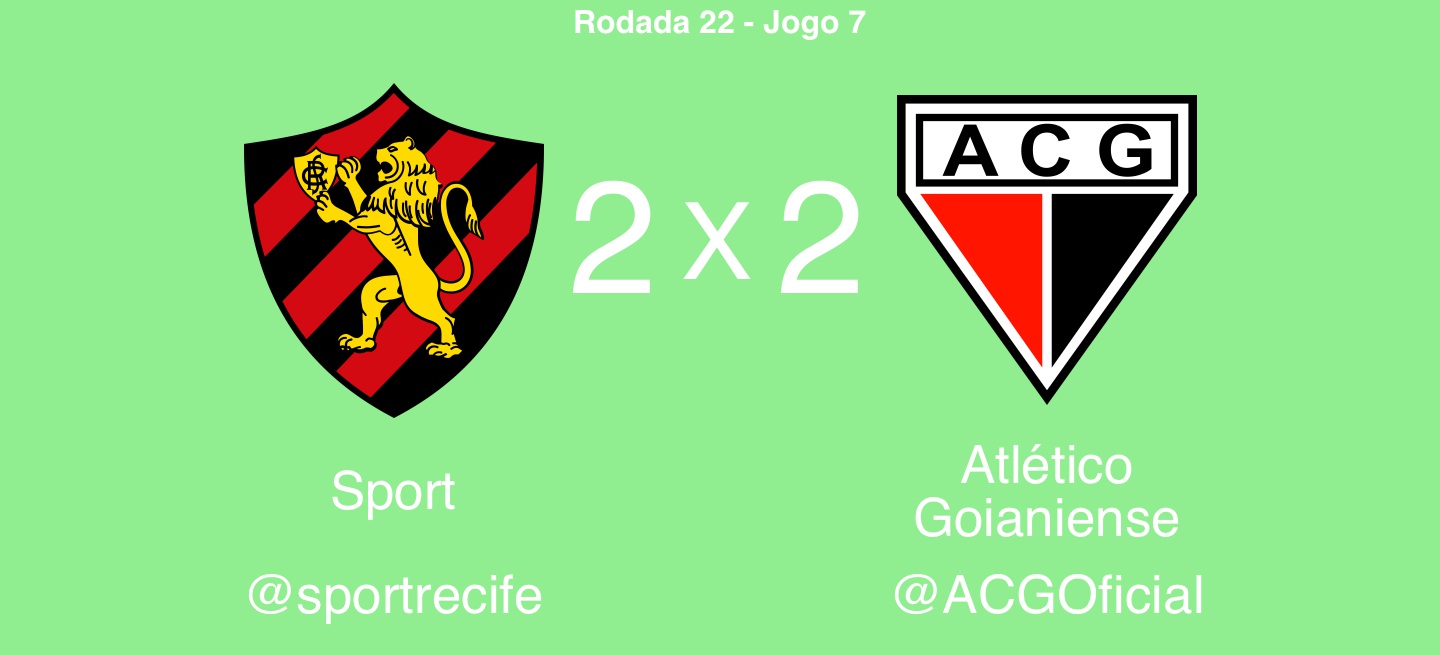 Rodada 22 - Jogo 7
2 x 2
A C G
Sport
Atlético
Goianiense
@sportrecife
@ACGOficial